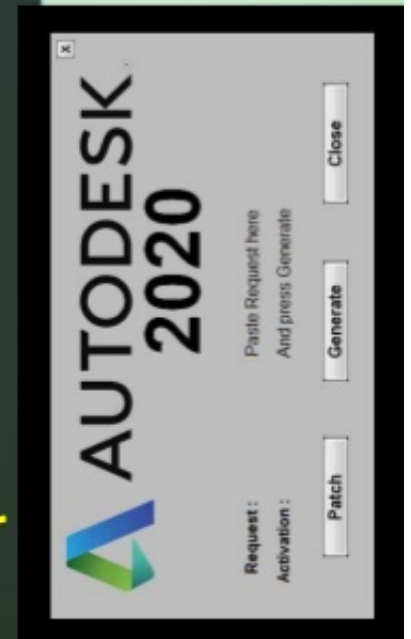 AUTODESK.
2020
Request : Paste Request here
Activation : And press Generate
Patch Generate Close